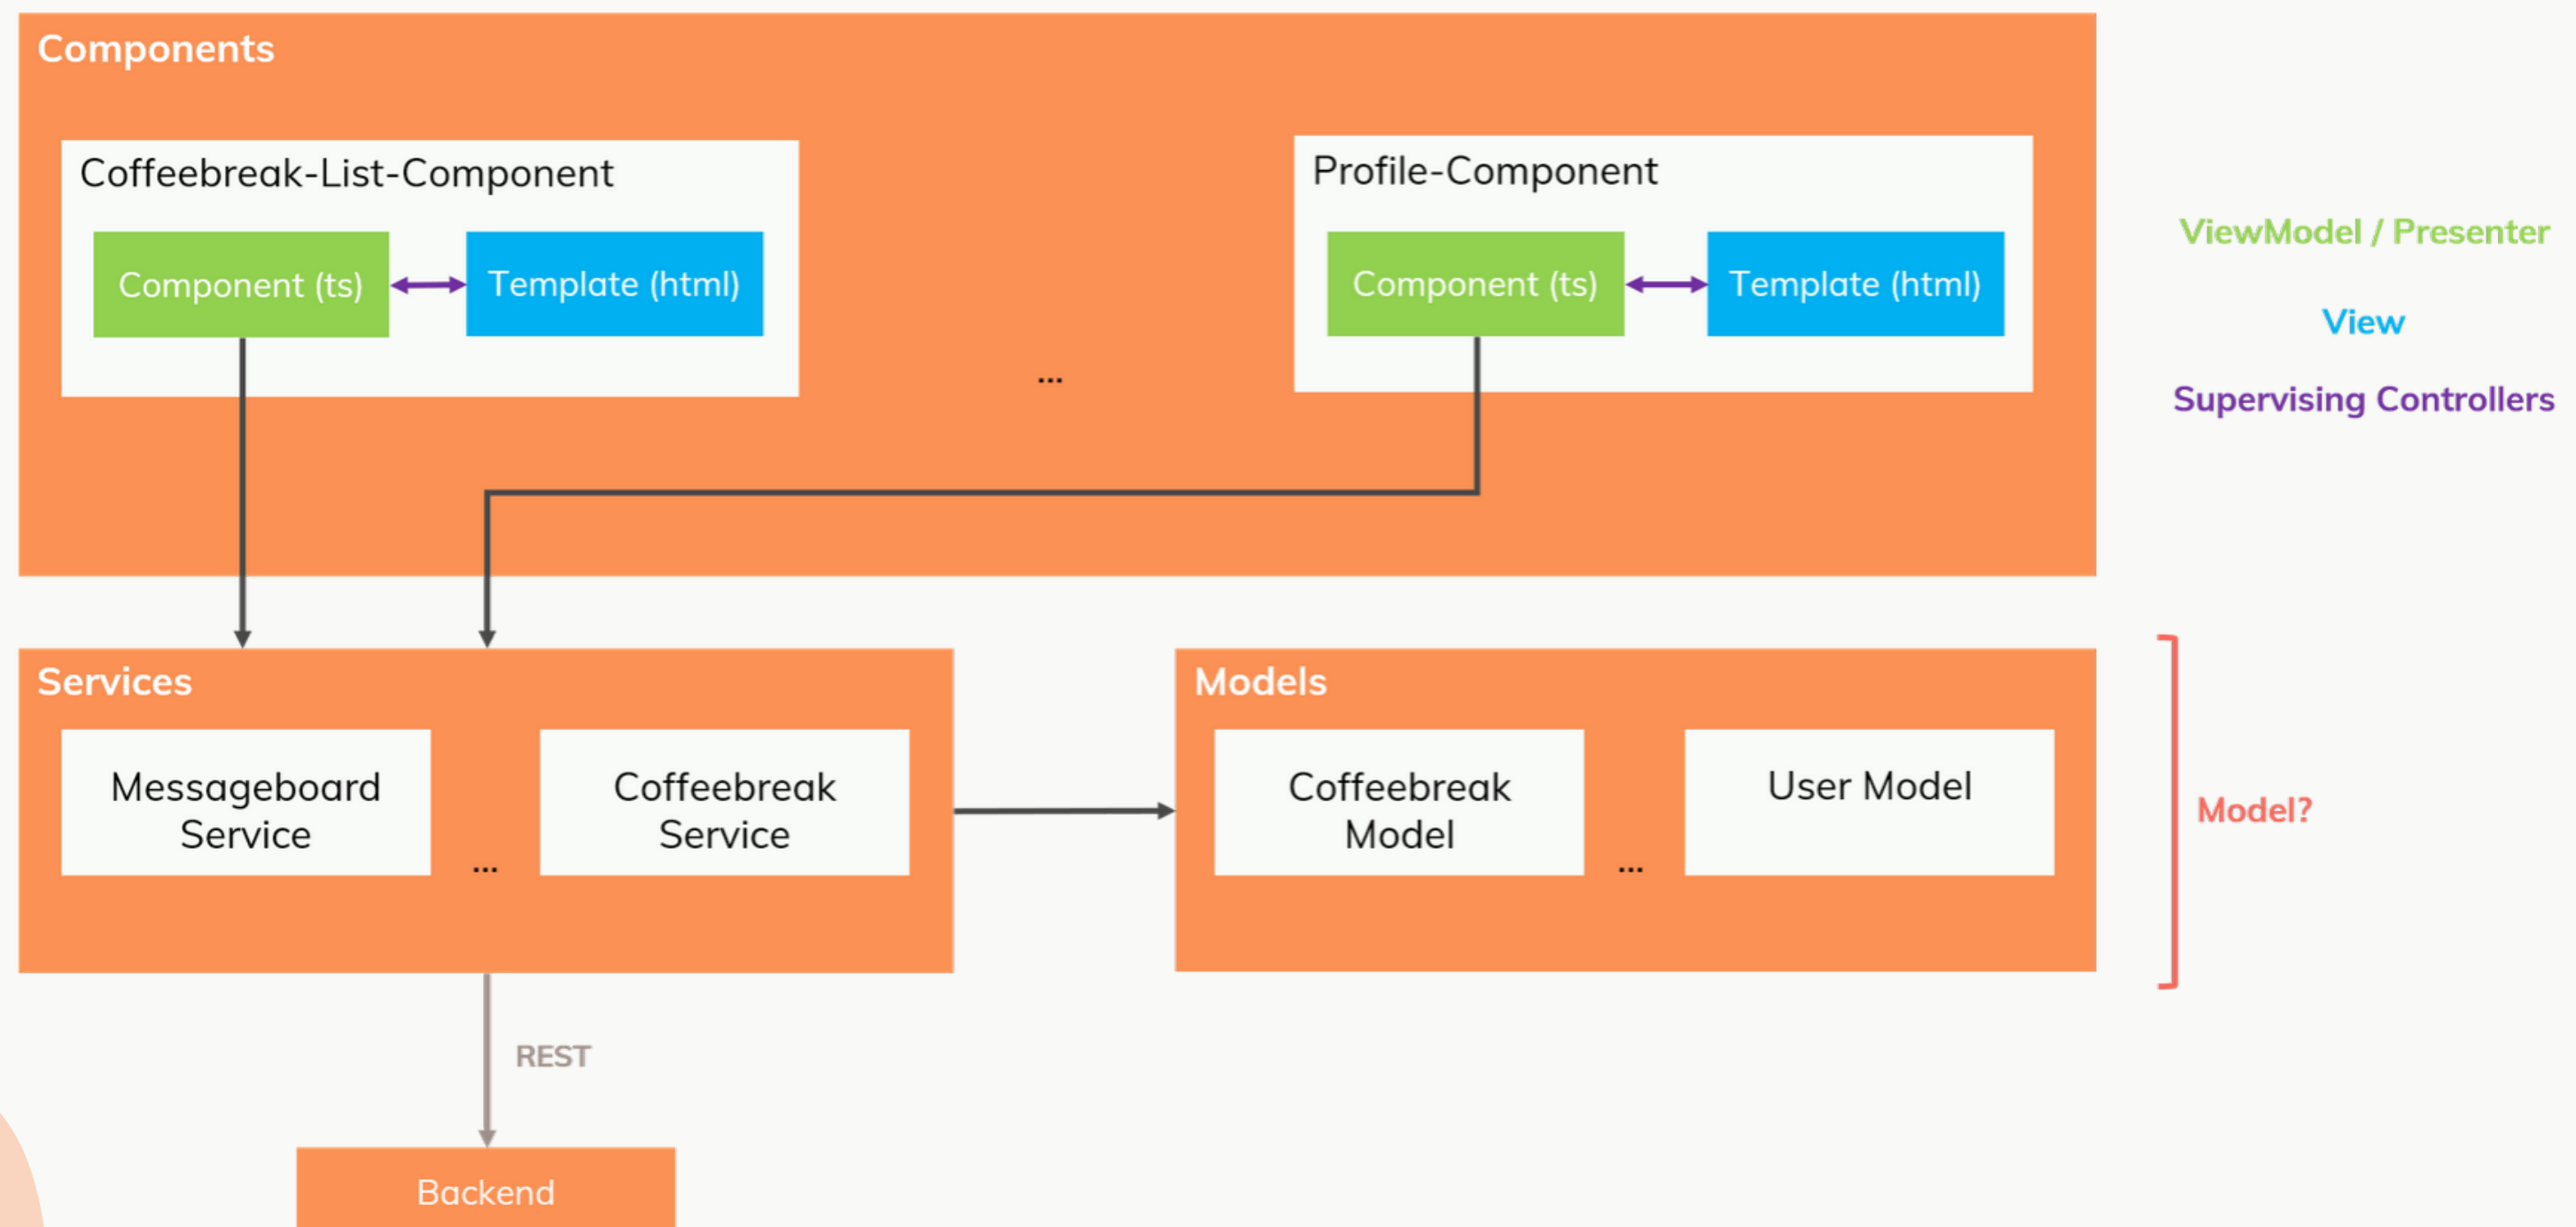 Components
Coffeebreak-List-Component
Component (ts)
Template (html)
...
Profile-Component
Component (ts)
Template (html)
ViewModel / Presenter
View
Supervising Controllers
Services
Messageboard
Service
...
Coffeebreak
Service
Models
Coffeebreak
Model
...
User Model
Model?
REST
Backend